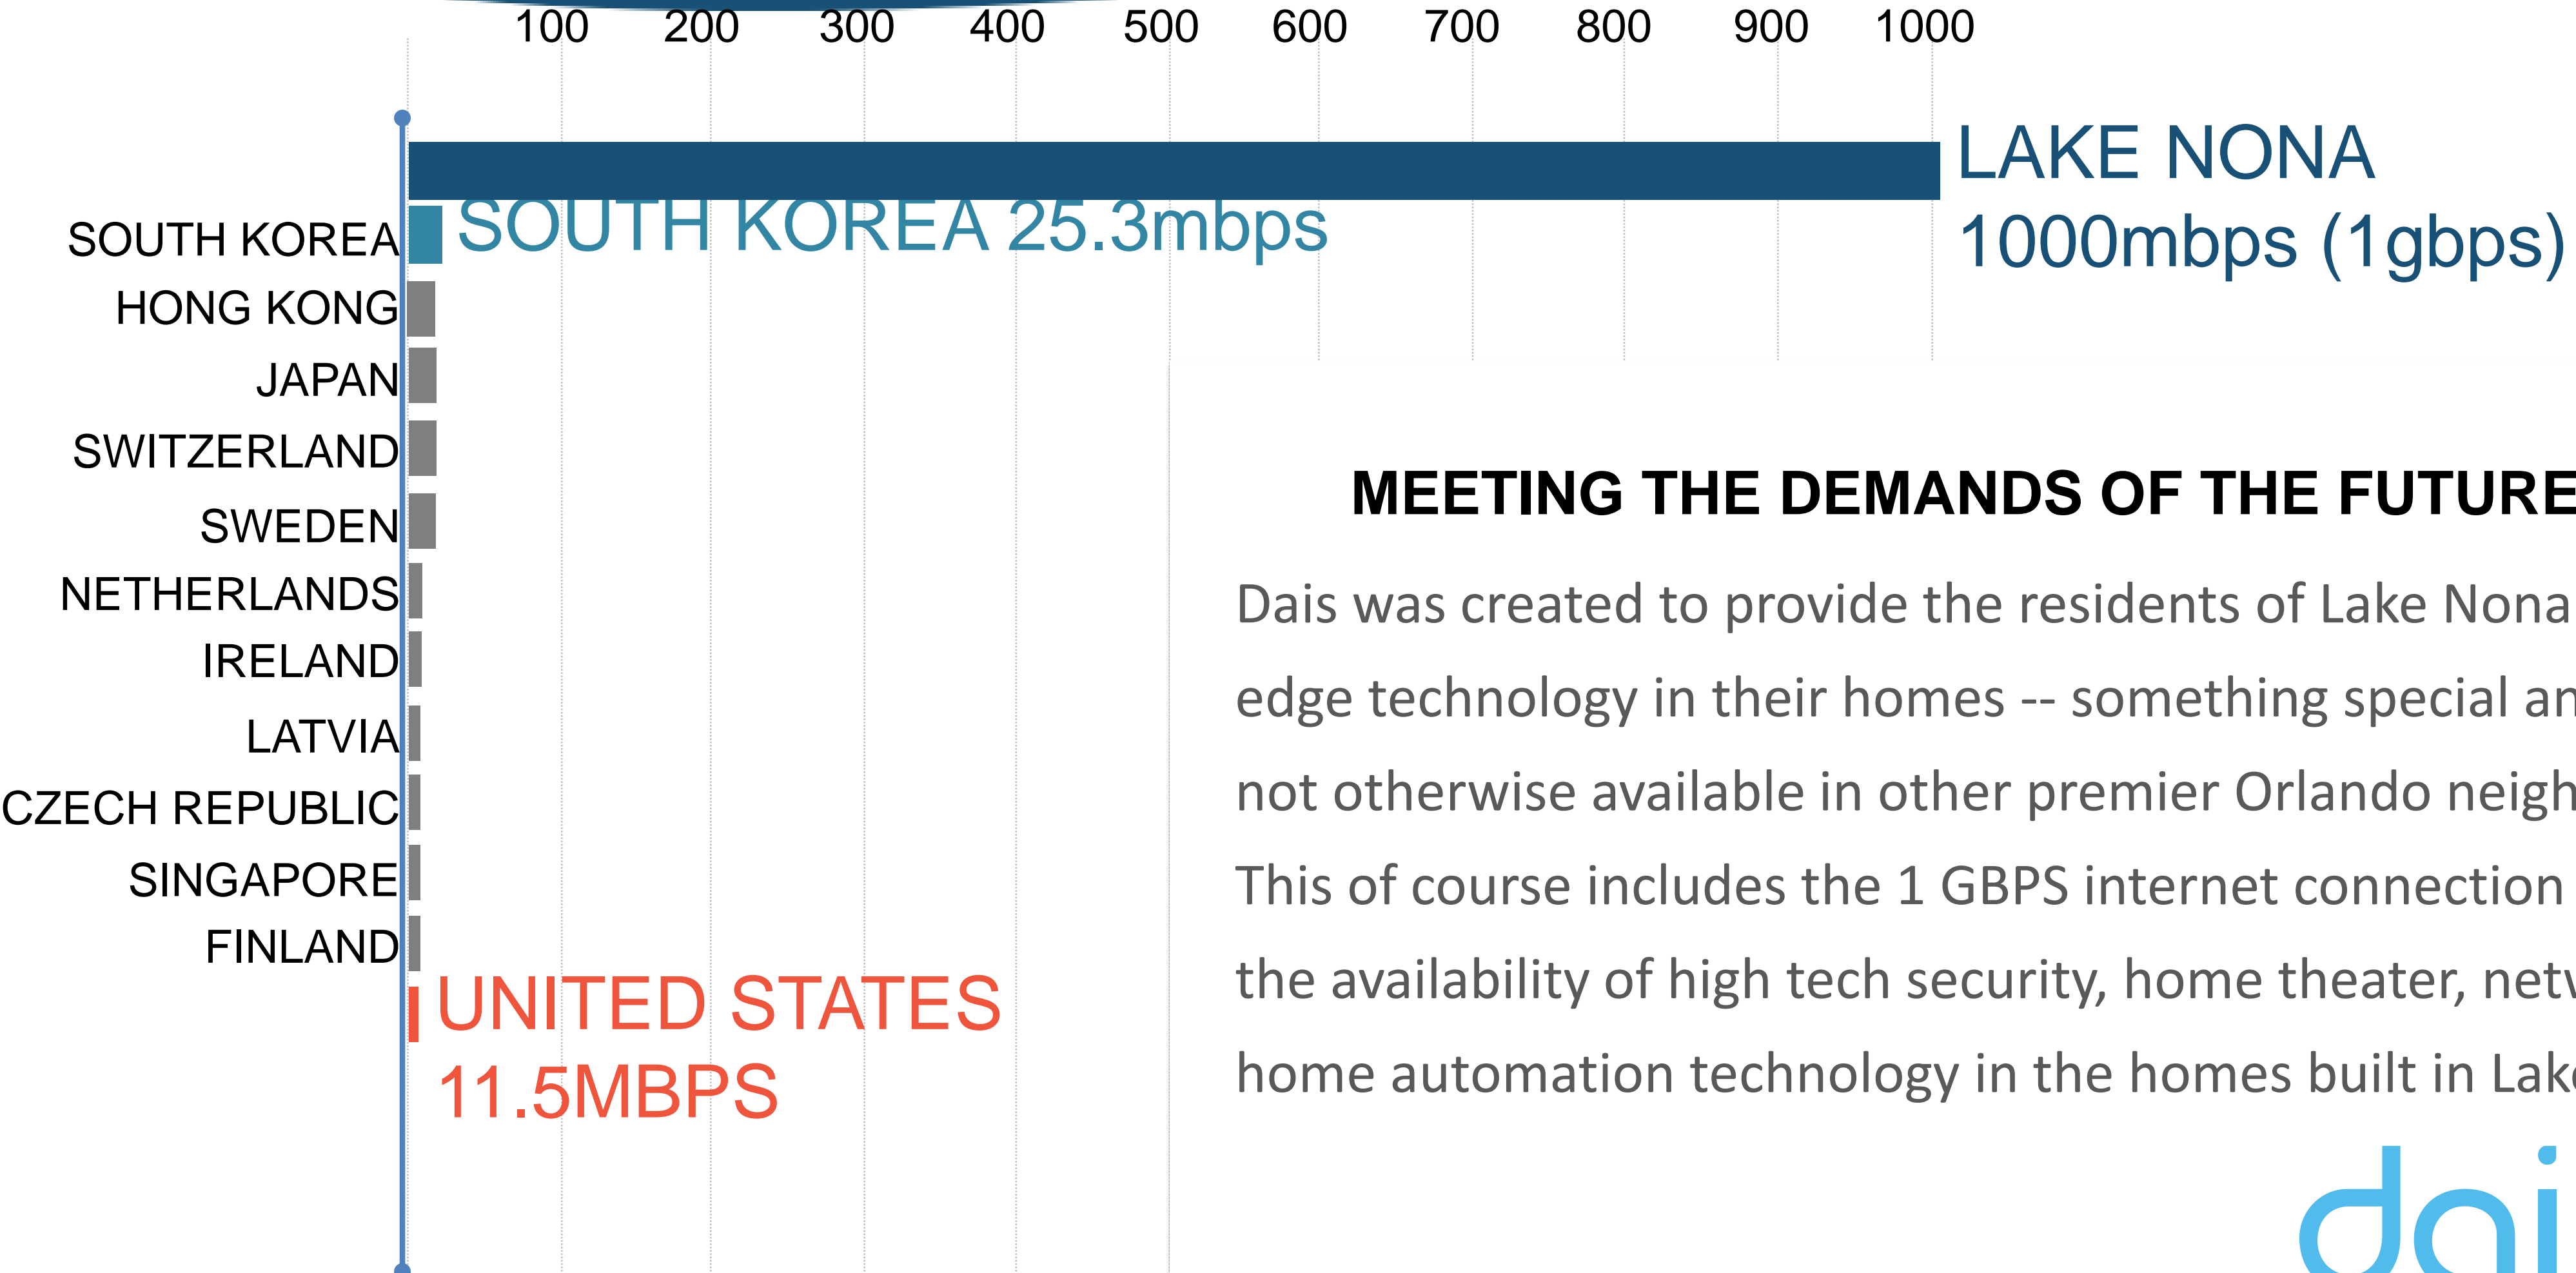 100 200 300 400 500 600 700 800 900 1000
LAKE NONA
1000mbps (1gbps)
SOUTH KOREA
SOUTH KOREA 25.3mbps
HONG KONG
JAPAN
SWITZERLAND
SWEDEN
NETHERLANDS
IRELAND
LATVIA
CZECH REPUBLIC
SINGAPORE
FINLAND
UNITED STATES
11.5MBPS
MEETING THE DEMANDS OF THE FUTURE
Dais was created to provide the residents of Lake Nona
edge technology in their homes -- something special an
not otherwise available in other premier Orlando neigh
This of course includes the 1 GBPS internet connection
the availability of high tech security, home theater, 
home automation technology in the homes built in 
dai